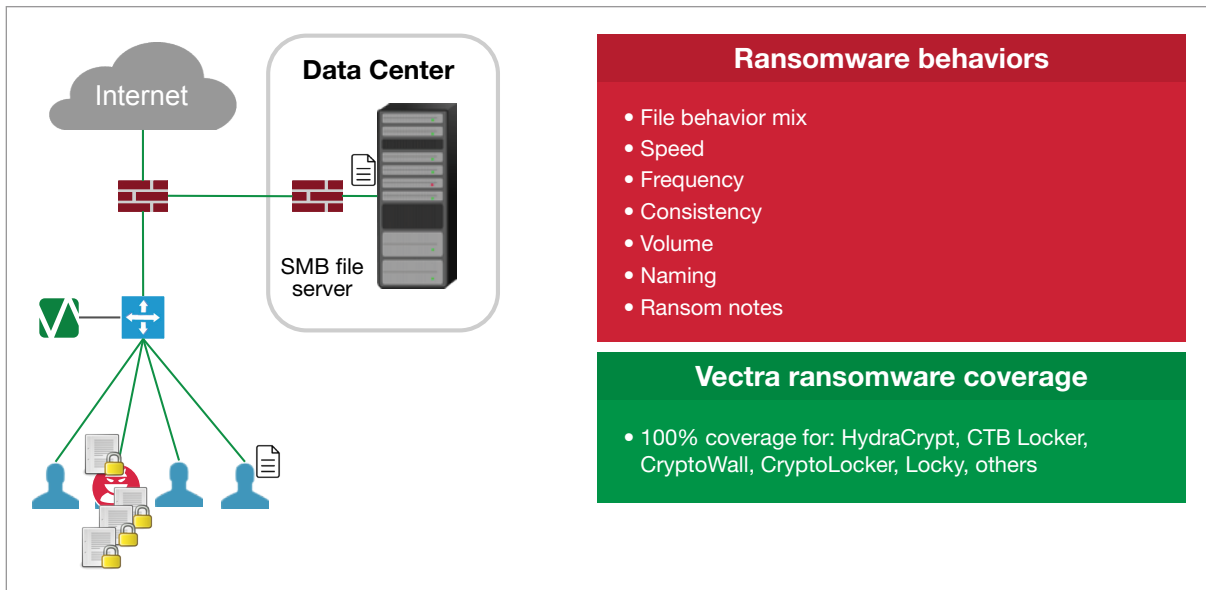 Internet
Data Center
SMB file
server
Ransomware behaviors
• File behavior mix
• Speed
• Frequency
• Consistency
• Volume
• Naming
• Ransom notes
Vectra ransomware coverage
• 100% coverage for: HydraCrypt, CTB Locker,
CryptoWall, CryptoLocker, Locky, others